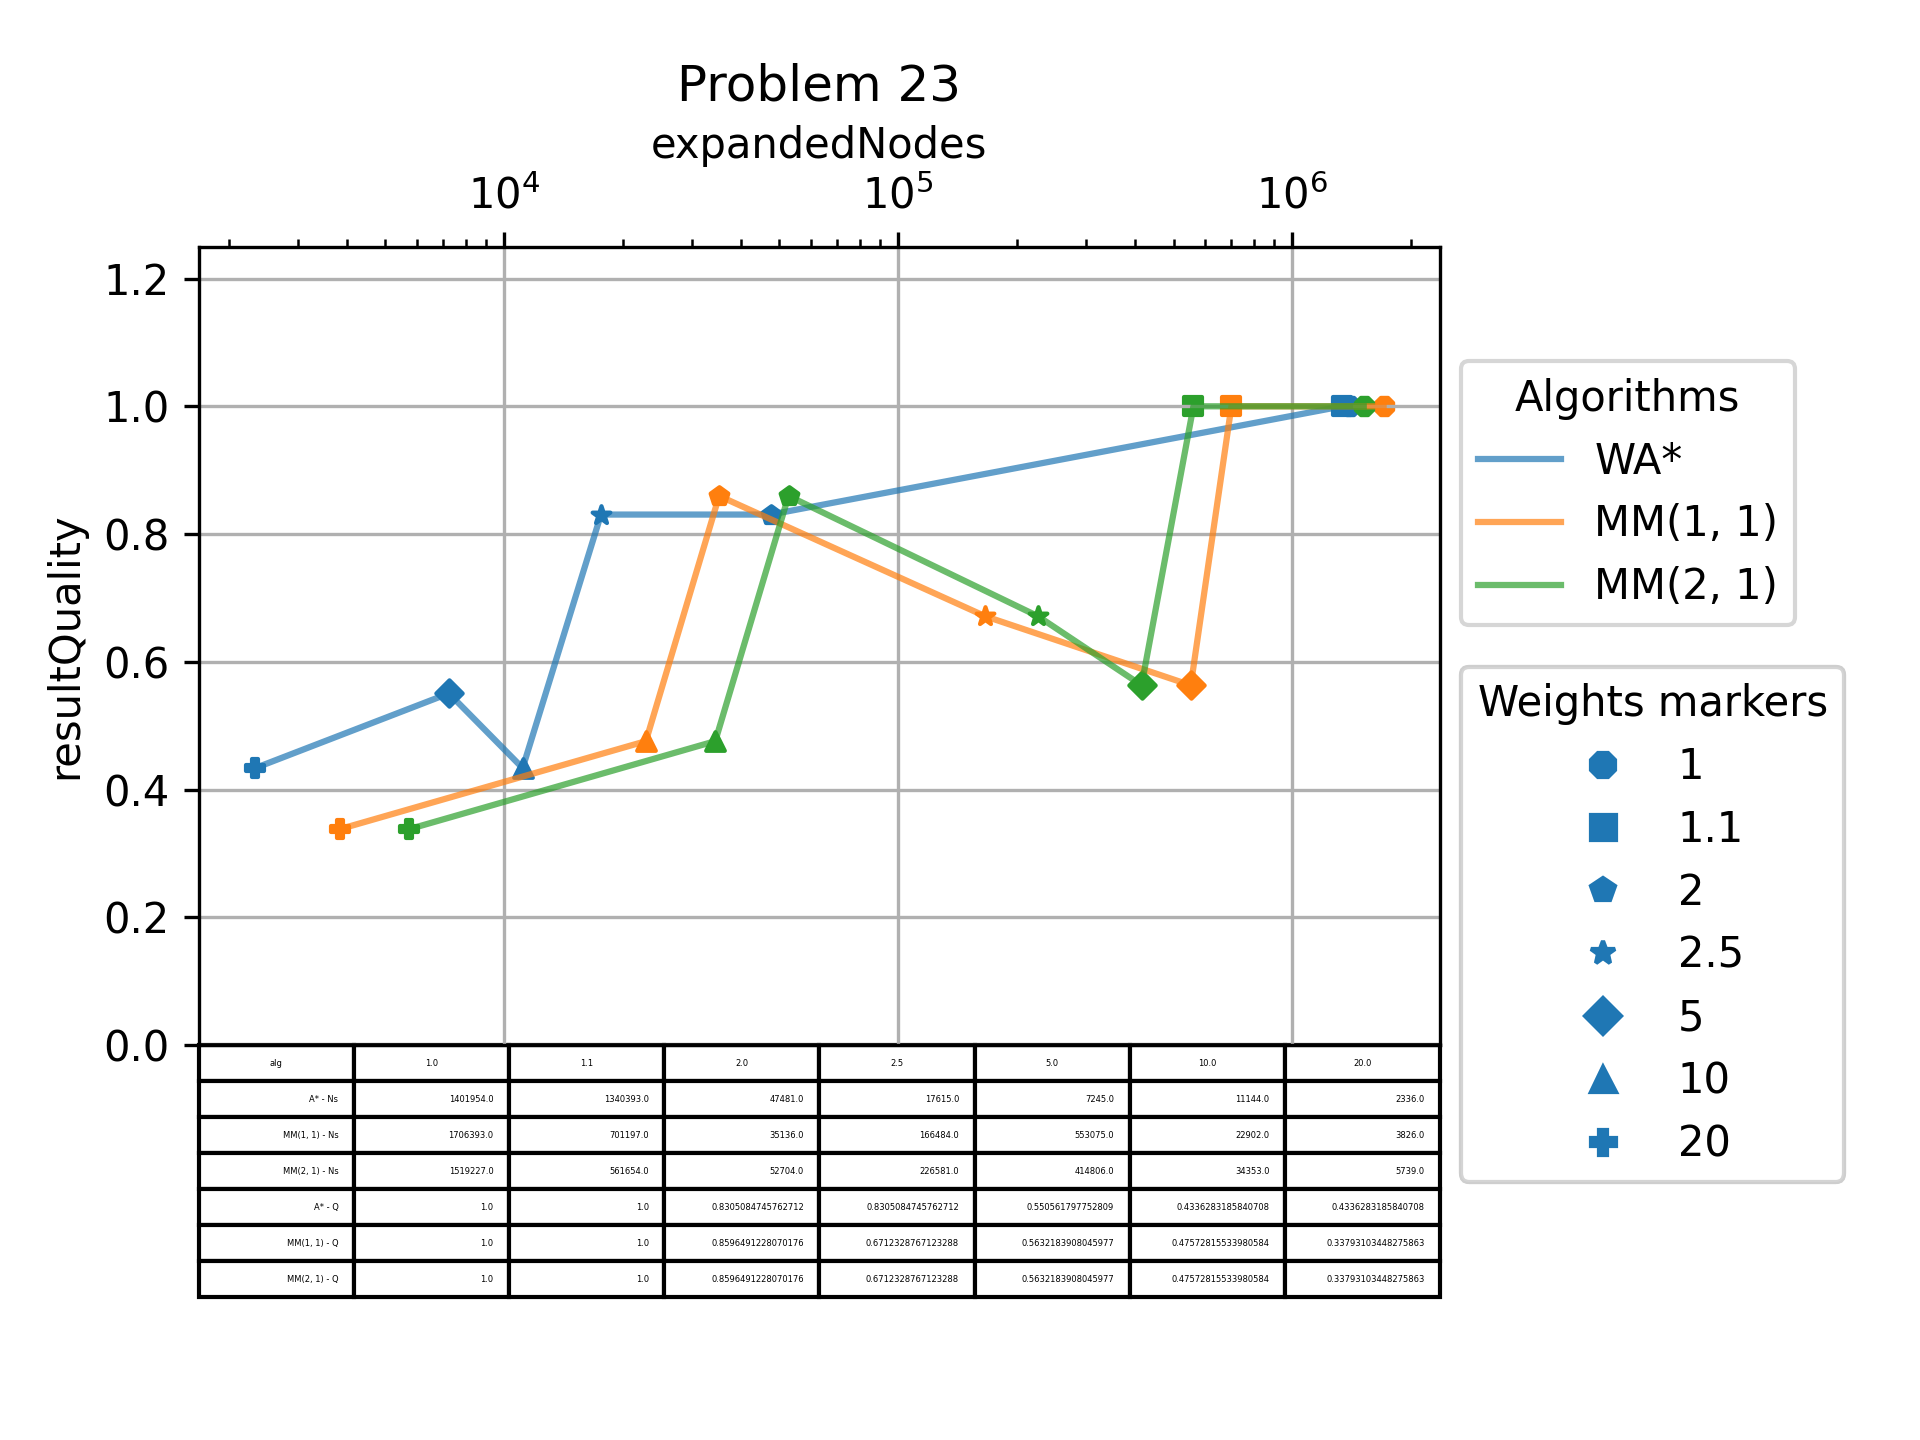 Problem 23
expandedNodes
10^4 10^5 10^6
1.2
1.0
0.8
0.6
0.4
0.2
0.0
resultQuality
Algorithms
WA*
MM(1, 1)
MM(2, 1)
Weights markers
1
1.1
2
2.5
5
10
20
alg 1.0 1.1 2.0 2.5 5.0 10.0 20.0
A* - Ns 1401954.0 1340393.0 47481.0 17615.0 7245.0 11144.0 2336.0
MM(1, 1) - Ns 1706393.0 701197.0 35136.0 166484.0 553075.0 22902.0 3826.0
MM(2, 1) - Ns 1519227.0 561654.0 52704.0 226581.0 414806.0 34353.0 5739.0
A* - Q 1.0 1.0 0.8305084745762712 0.8305084745762712 0.550561797752809 0.4336283185840708 0.4336283185840708
MM(1, 1) - Q 1.0 1.0 0.8596491228070176 0.6712328767123288 0.5632183908045977 0.47572815533980584 0.33793103448275863
MM(2, 1) - Q 1.0 1.0 0.8596491228070176 0.6712328767123288 0.5632183908045977 0.47572815533980584 0.33793103448275863